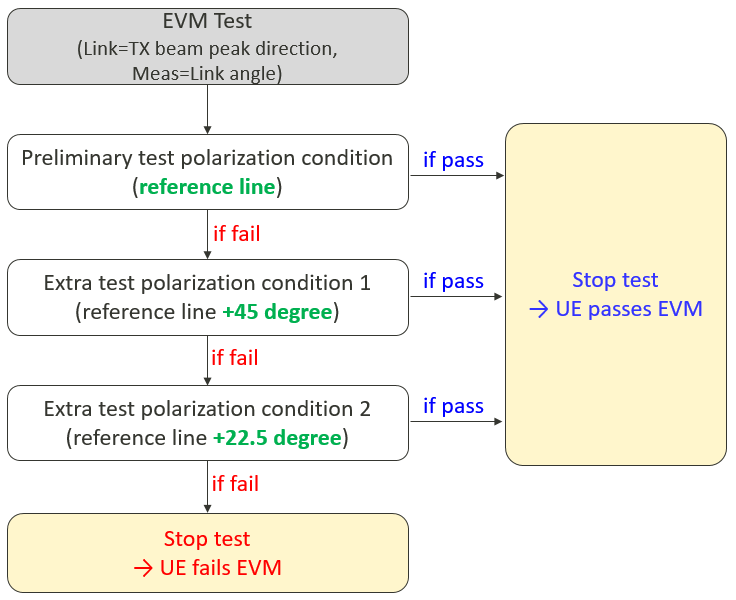 EVM Test
(Link=TX beam peak direction,
Meas=Link angle)
Preliminary test polarization condition
(reference line)
if pass
if fail
Extra test polarization condition 1
(reference line +45 degree)
if pass
Stop test
→ UE passes EVM
if fail
Extra test polarization condition 2
(reference line +22.5 degree)
if pass
if fail
Stop test
→ UE fails EVM